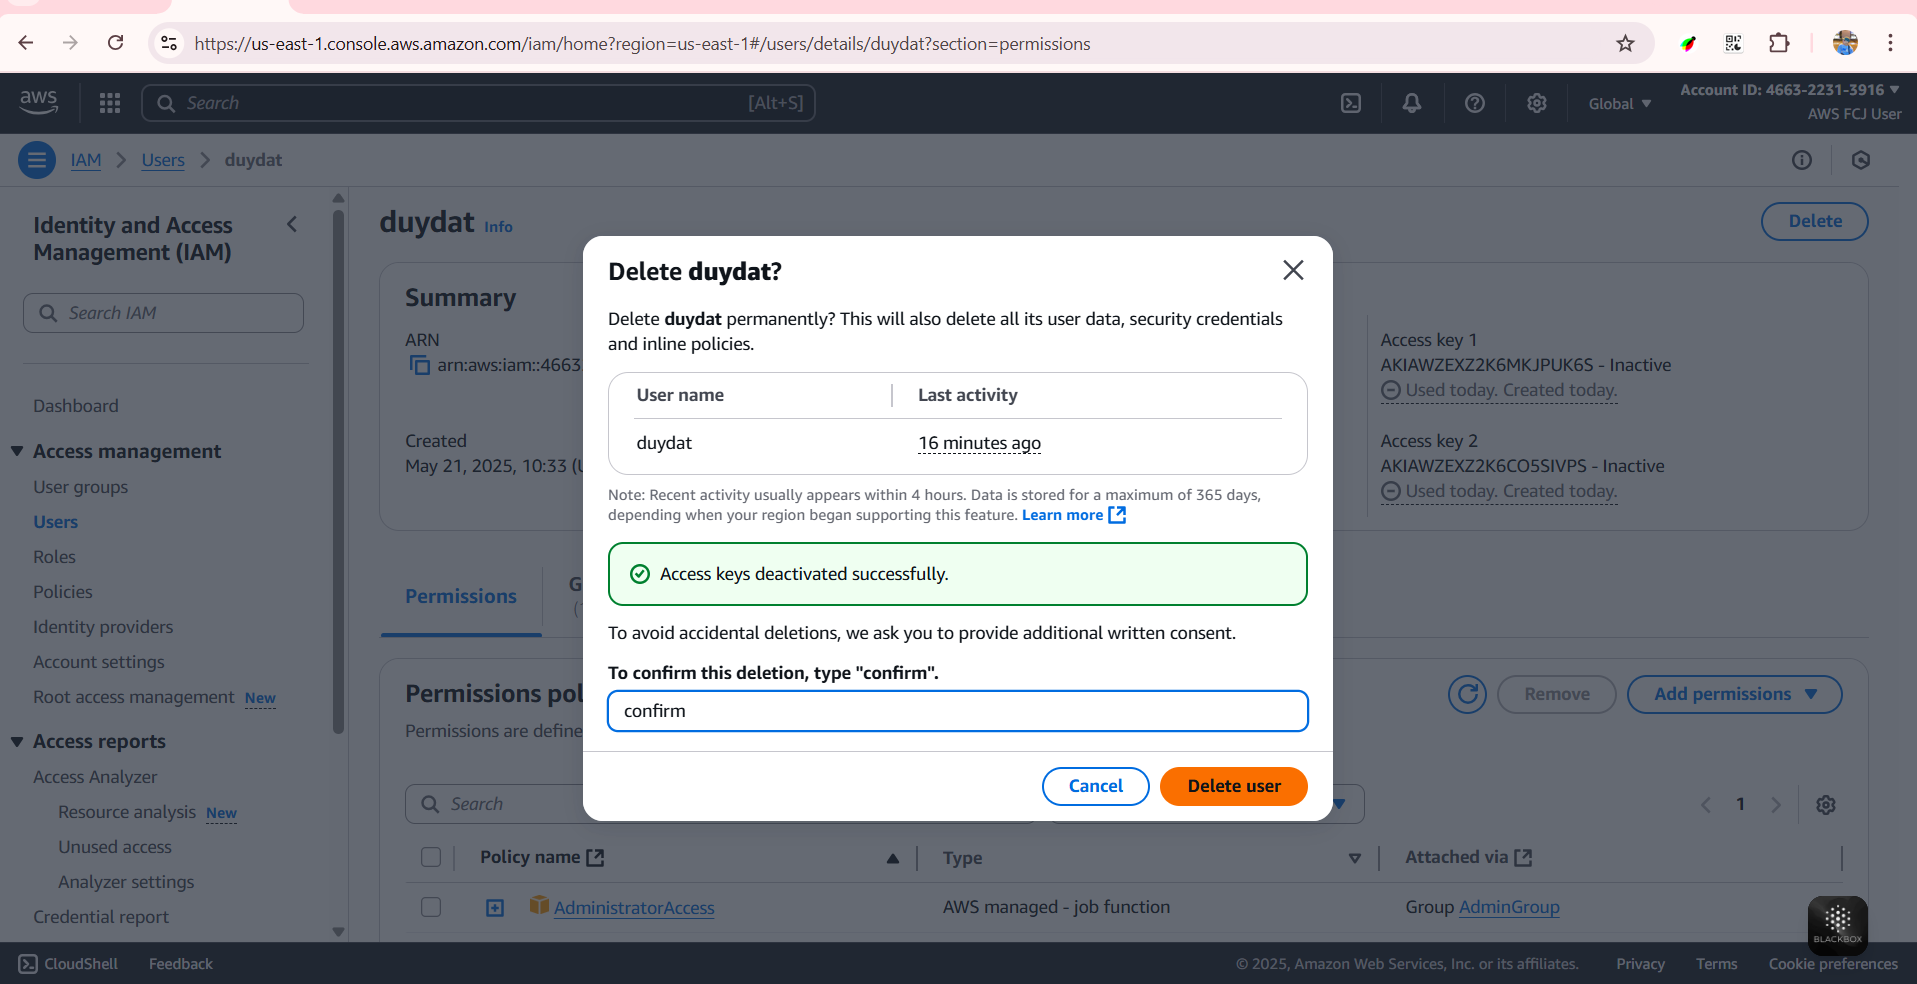 https://us-east-1.console.aws.amazon.com/iam/home?region=us-east-1#/users/details/duydat?section=permissions
aws
Search
[Alt+S]
Global
Account ID: 4663-2231-3916
AWS FCJ User
IAM
Users
duydat
Identity and Access
Management (IAM)
Search IAM
Dashboard
Access management
User groups
Users
Roles
Policies
Identity providers
Account settings
Root access management New
Access reports
Access Analyzer
Resource analysis New
Unused access
Analyzer settings
Credential report
duydat Info
Delete
Summary
ARN
arn:aws:iam::4663
Created
May 21, 2025, 10:33 (U
Access key 1
AKIAWZEXZ2K6MKJPUK6S - Inactive
Used today. Created today.
Access key 2
AKIAWZEXZ2K6CO5SIVPS - Inactive
Used today. Created today.
Permissions
G
Permissions pol
Permissions are define
Remove
Add permissions
Search
1
Policy name
Type
Attached via
AdministratorAccess
AWS managed - job function
Group AdminGroup
Delete duydat?
Delete duydat permanently? This will also delete all its user data, security credentials
and inline policies.
User name
Last activity
duydat
16 minutes ago
Note: Recent activity usually appears within 4 hours. Data is stored for a maximum of 365 days,
depending when your region began supporting this feature. Learn more
Access keys deactivated successfully.
To avoid accidental deletions, we ask you to provide additional written consent.
To confirm this deletion, type "confirm".
confirm
Cancel
Delete user
BLACKBOX
CloudShell
Feedback
© 2025, Amazon Web Services, Inc. or its affiliates.
Privacy
Terms
Cookie preferences